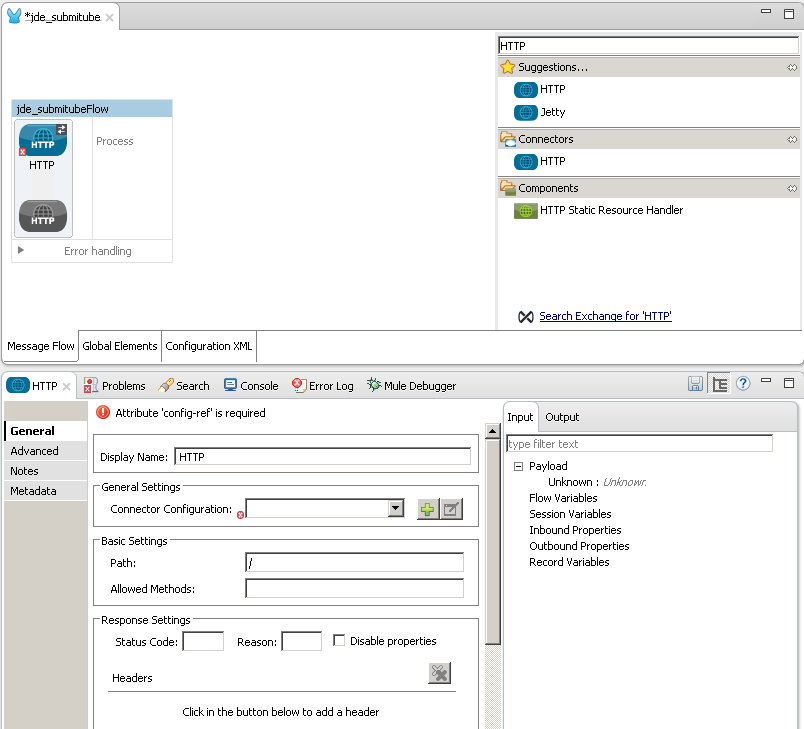 *jde_submitube
HTTP
Suggestions...
HTTP
Jetty
Connectors
HTTP
Components
HTTP Static Resource Handler
Search Exchange for 'HTTP'
jde_submitubeFlow
HTTP
HTTP
Process
HTTP
Error handling
Message Flow Global Elements Configuration XML
HTTP Problems Search Console Error Log Mule Debugger
General
Advanced
Notes
Metadata
Attribute 'config-ref' is required
Display Name: HTTP
General Settings
Connector Configuration:
Basic Settings
Path: /
Allowed Methods:
Response Settings
Status Code: Reason: Disable properties
Headers
Click in the button below to add a header
Input Output
type filter text
Payload
Unknown : Unknowr.
Flow Variables
Session Variables
Inbound Properties
Outbound Properties
Record Variables